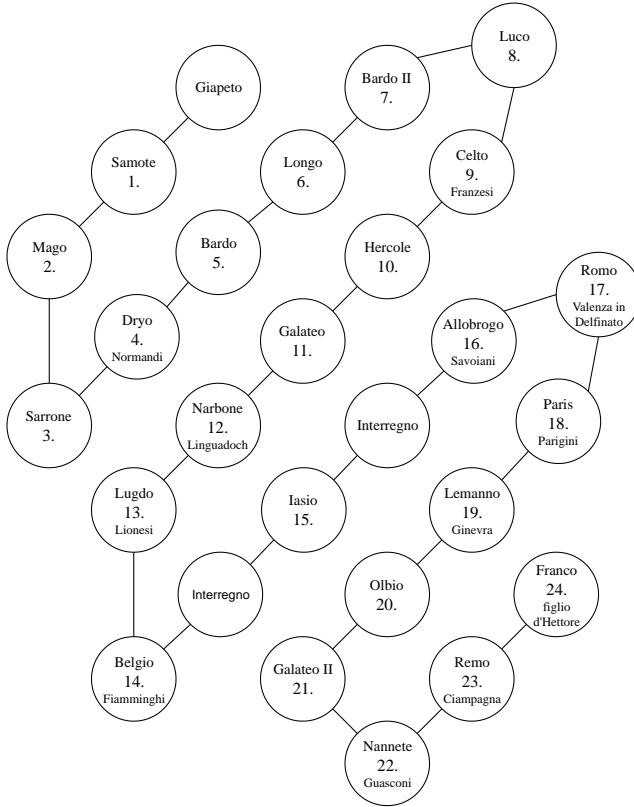 Giapeto
Samote
1.
Mago
2.
Sarrone
3.
Dryo
4.
Normandi
Bardo
5.
Longo
6.
Bardo II
7.
Luco
8.
Celto
9.
Franzesi
Hercole
10.
Galateo
11.
Narbone
12.
Linguadoch
Lugdo
13.
Lionesi
Belgio
14.
Fiamminghi
Interregno
Iasio
15.
Interregno
Allobrogo
16.
Savoiani
Romo
17.
Valenza in
Delfinato
Paris
18.
Parigini
Lemanno
19.
Ginevra
Olbio
20.
Galateo II
21.
Nannete
22.
Guasconi
Remo
23.
Ciampagna
Franco
24.
figlio
d'Hettore